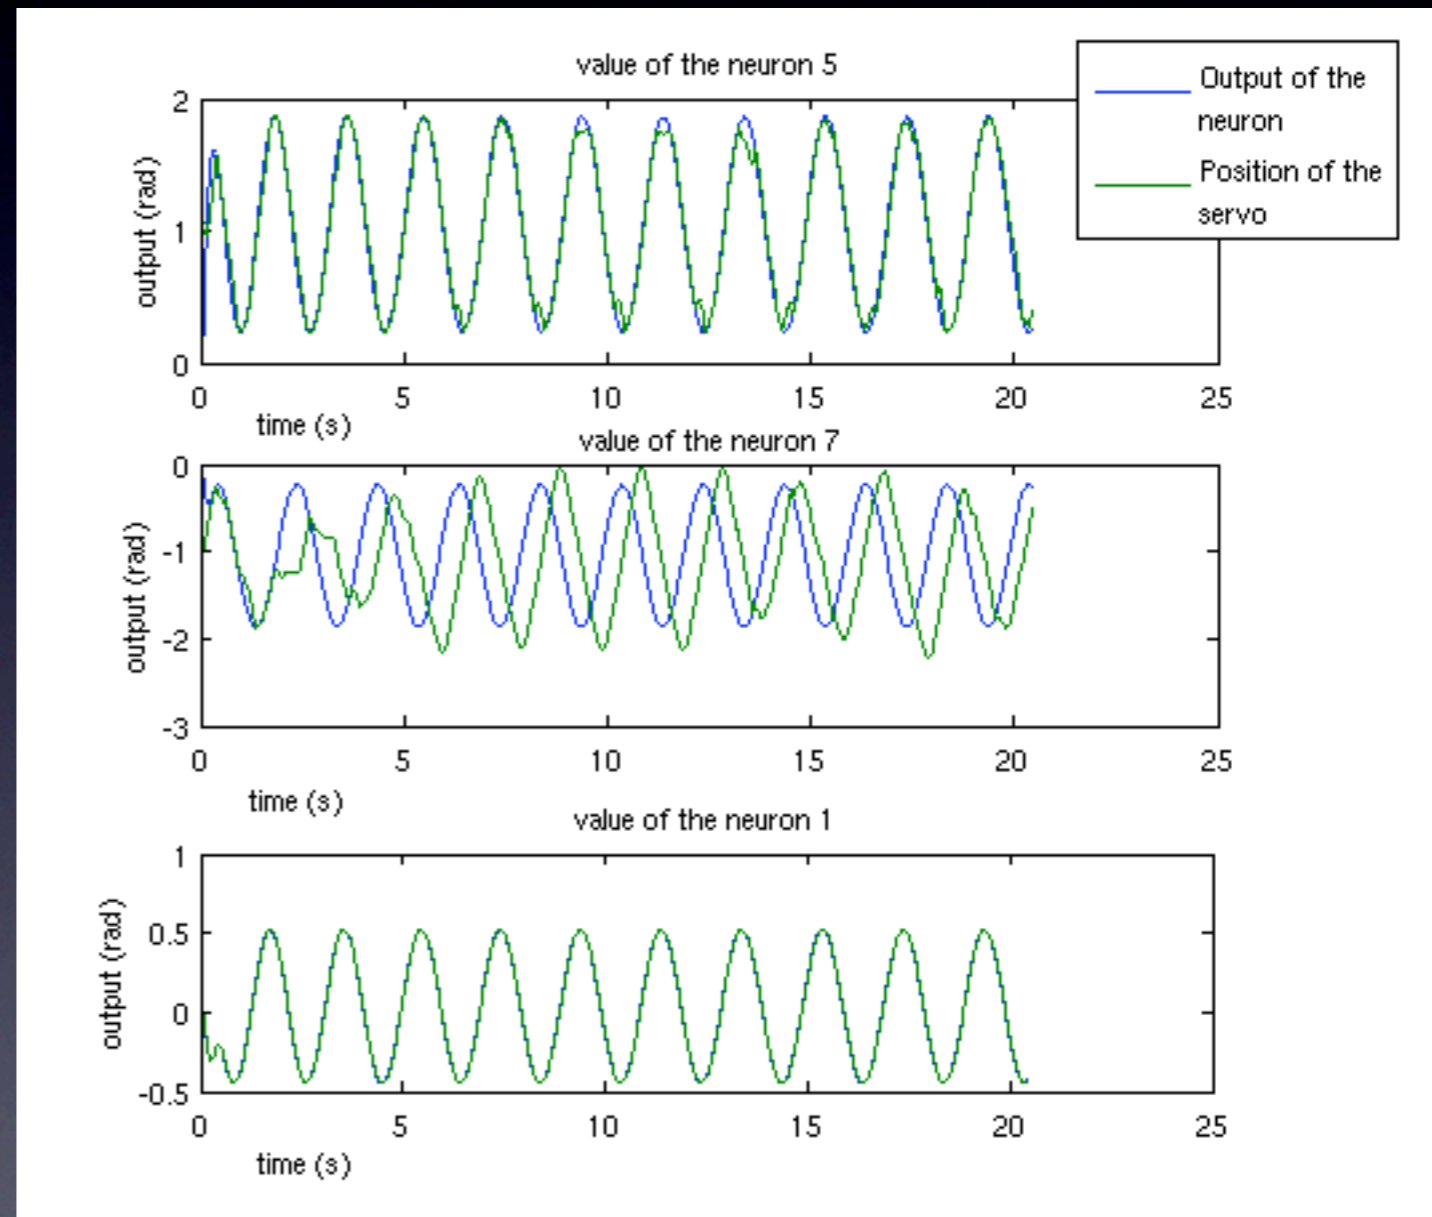 value of the neuron 5
Output of the
neuron
Position of the
servo
output (rad)
2
1
0
0 5 10 15 20 25
time (s)
value of the neuron 7
output (rad)
0
-1
-2
-3
0 5 10 15 20 25
time (s)
value of the neuron 1
output (rad)
1
0.5
0
-0.5
0 5 10 15 20 25
time (s)